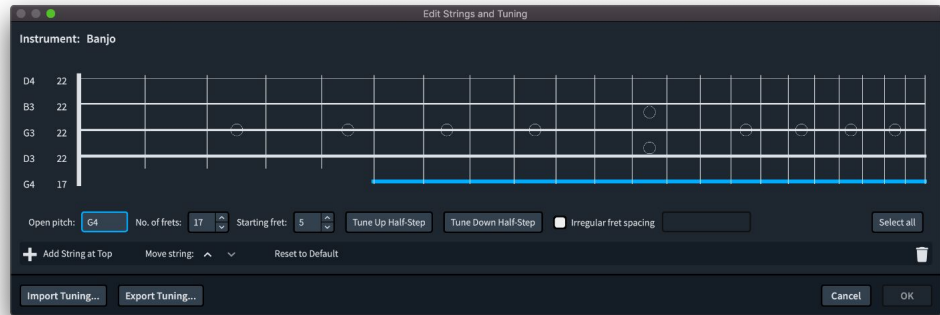 Edit Strings and Tuning
Instrument: Banjo
D4 22
B3 22
G3 22
D3 22
G4 17
Open pitch: G4 No. of frets: 17 Starting fret: 5 Tune Up Half-Step Tune Down Half-Step Irregular fret spacing Select all
Add String at Top Move string: Reset to Default
Import Tuning... Export Tuning... Cancel OK